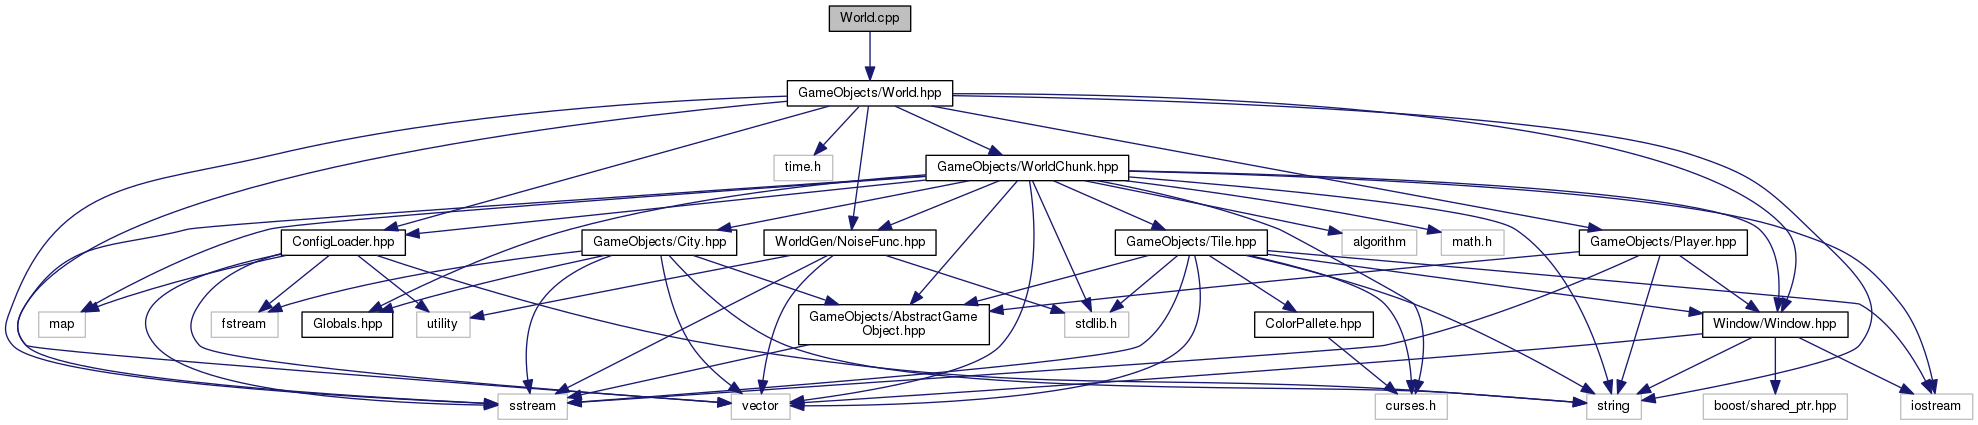 World.cpp
GameObjects/World.hpp
time.h
GameObjects/WorldChunk.hpp
ConfigLoader.hpp
GameObjects/City.hpp
WorldGen/NoiseFunc.hpp
GameObjects/Tile.hpp
algorithm
math.h
GameObjects/Player.hpp
map
fstream
Globals.hpp
utility
GameObjects/AbstractGame
Object.hpp
stdlib.h
ColorPallete.hpp
Window/Window.hpp
sstream
vector
curses.h
string
boost/shared_ptr.hpp
iostream